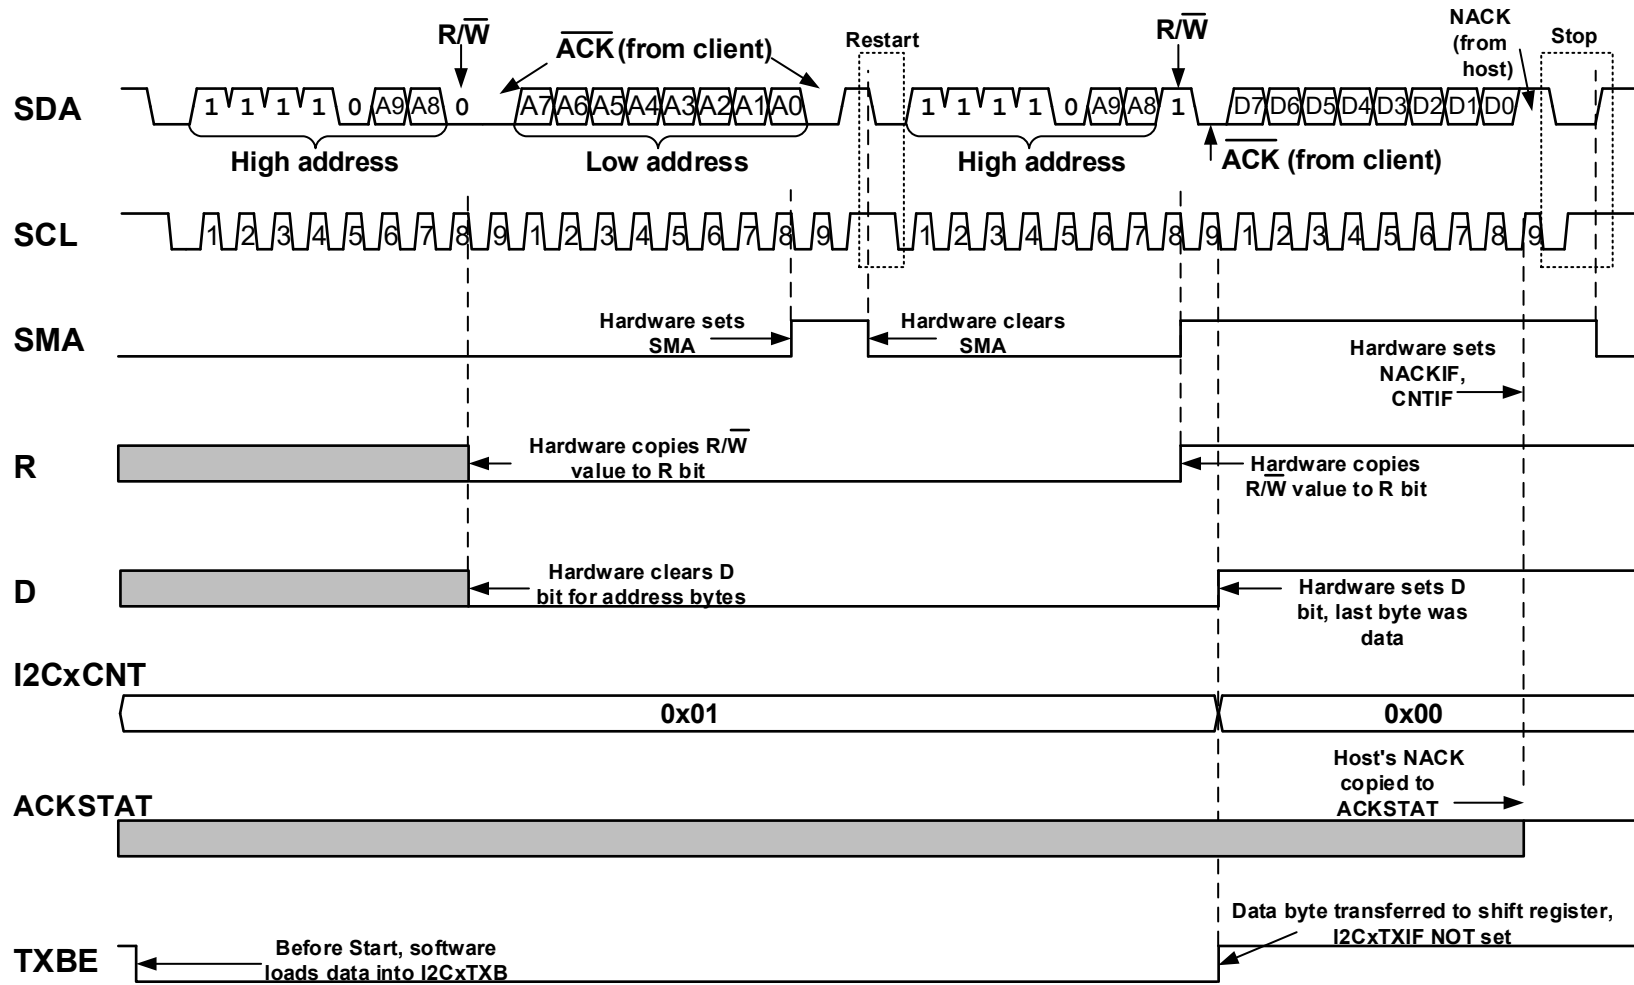 R/W
ACK (from client)
Restart
R/W
NACK
(from
host)
Stop
SDA
1 1 1 1 0 A9 A8 0 A7 A6 A5 A4 A3 A2 A1 A0 1 1 1 1 0 A9 A8 1 D7 D6 D5 D4 D3 D2 D1 D0
High address
Low address
High address
ACK (from client)
SCL
1 2 3 4 5 6 7 8 9 1 2 3 4 5 6 7 8 9 1 2 3 4 5 6 7 8 9 1 2 3 4 5 6 7 8 9
SMA
Hardware sets
SMA
Hardware clears
SMA
Hardware sets
NACKIF,
CNTIF
R
Hardware copies R/W
value to R bit
Hardware copies
R/W value to R bit
D
Hardware clears D
bit for address bytes
Hardware sets D
bit, last byte was
data
I2CxCNT
0x01
0x00
ACKSTAT
Host's NACK
copied to
ACKSTAT
TXBE
Before Start, software
loads data into I2CxTXB
Data byte transferred to shift register,
I2CxTXIF NOT set